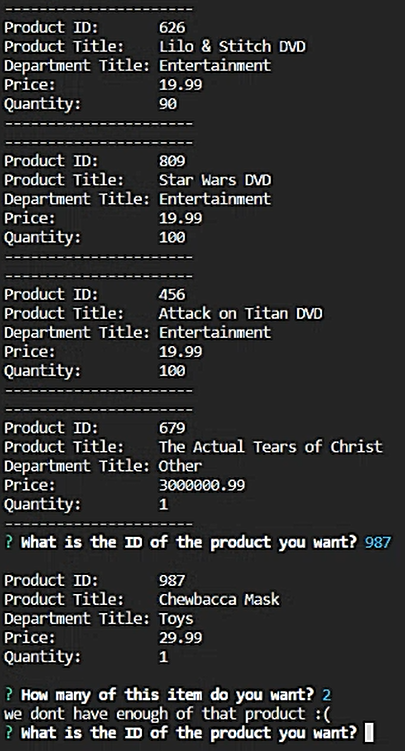 ----------------------
Product ID: 626
Product Title: Lilo & Stitch DVD
Department Title: Entertainment
Price: 19.99
Quantity: 90
----------------------
----------------------
Product ID: 809
Product Title: Star Wars DVD
Department Title: Entertainment
Price: 19.99
Quantity: 100
----------------------
----------------------
Product ID: 456
Product Title: Attack on Titan DVD
Department Title: Entertainment
Price: 19.99
Quantity: 100
----------------------
----------------------
Product ID: 679
Product Title: The Actual Tears of Christ
Department Title: Other
Price: 3000000.99
Quantity: 1
----------------------
? What is the ID of the product you want? 987
Product ID: 987
Product Title: Chewbacca Mask
Department Title: Toys
Price: 29.99
Quantity: 1
? How many of this item do you want? 2
we dont have enough of that product :(
? What is the ID of the product you want?